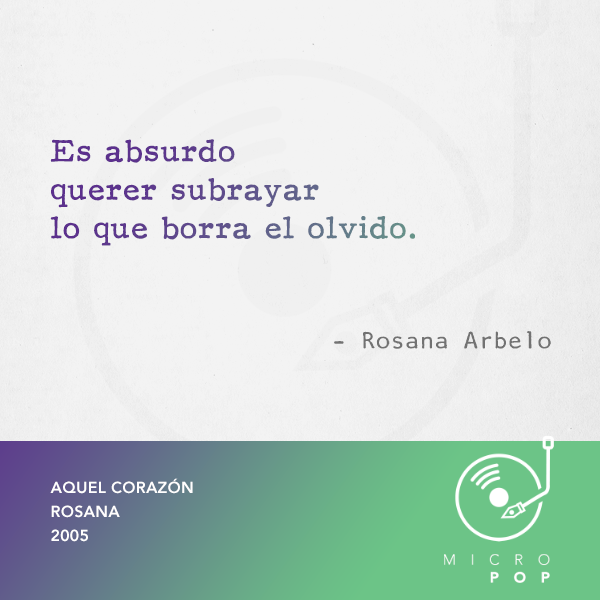 Es absurdo
querer subrayar
lo que borra el olvido.
– Rosana Arbelo
AQUEL CORAZÓN
ROSANA
2005
MICRO
POP